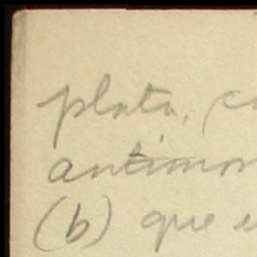 plata, c
antimon
(b) que e